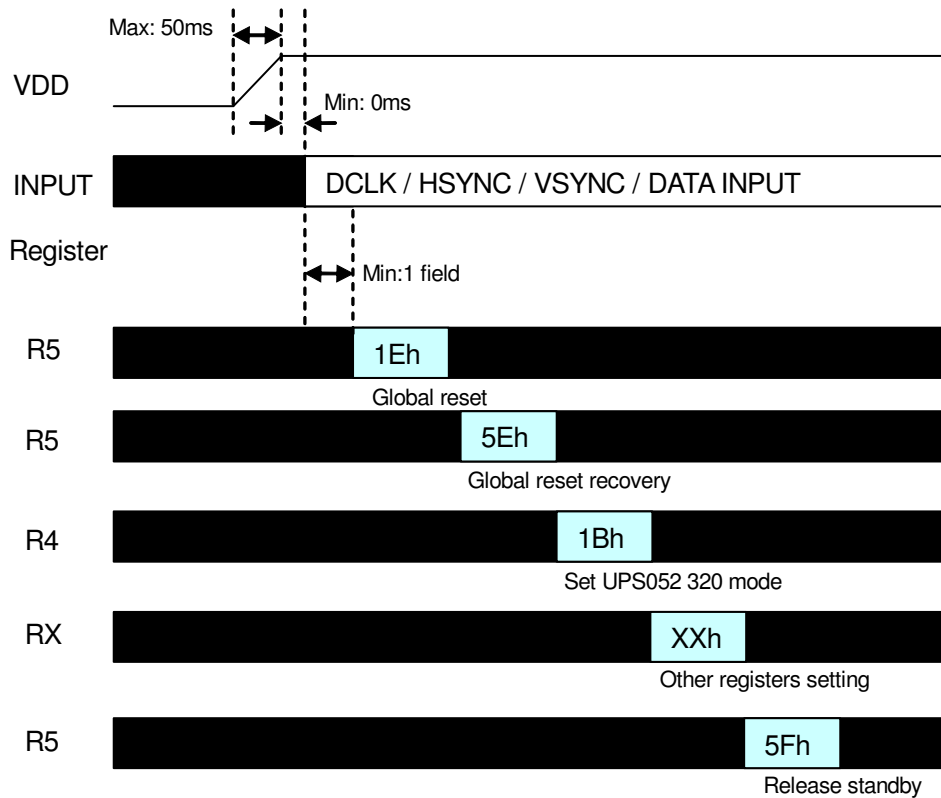 Max: 50ms
VDD
Min: 0ms
INPUT
DCLK / HSYNC / VSYNC / DATA INPUT
Register
Min:1 field
R5
1Eh
Global reset
R5
5Eh
Global reset recovery
R4
1Bh
Set UPS052 320 mode
RX
XXh
Other registers setting
R5
5Fh
Release standby